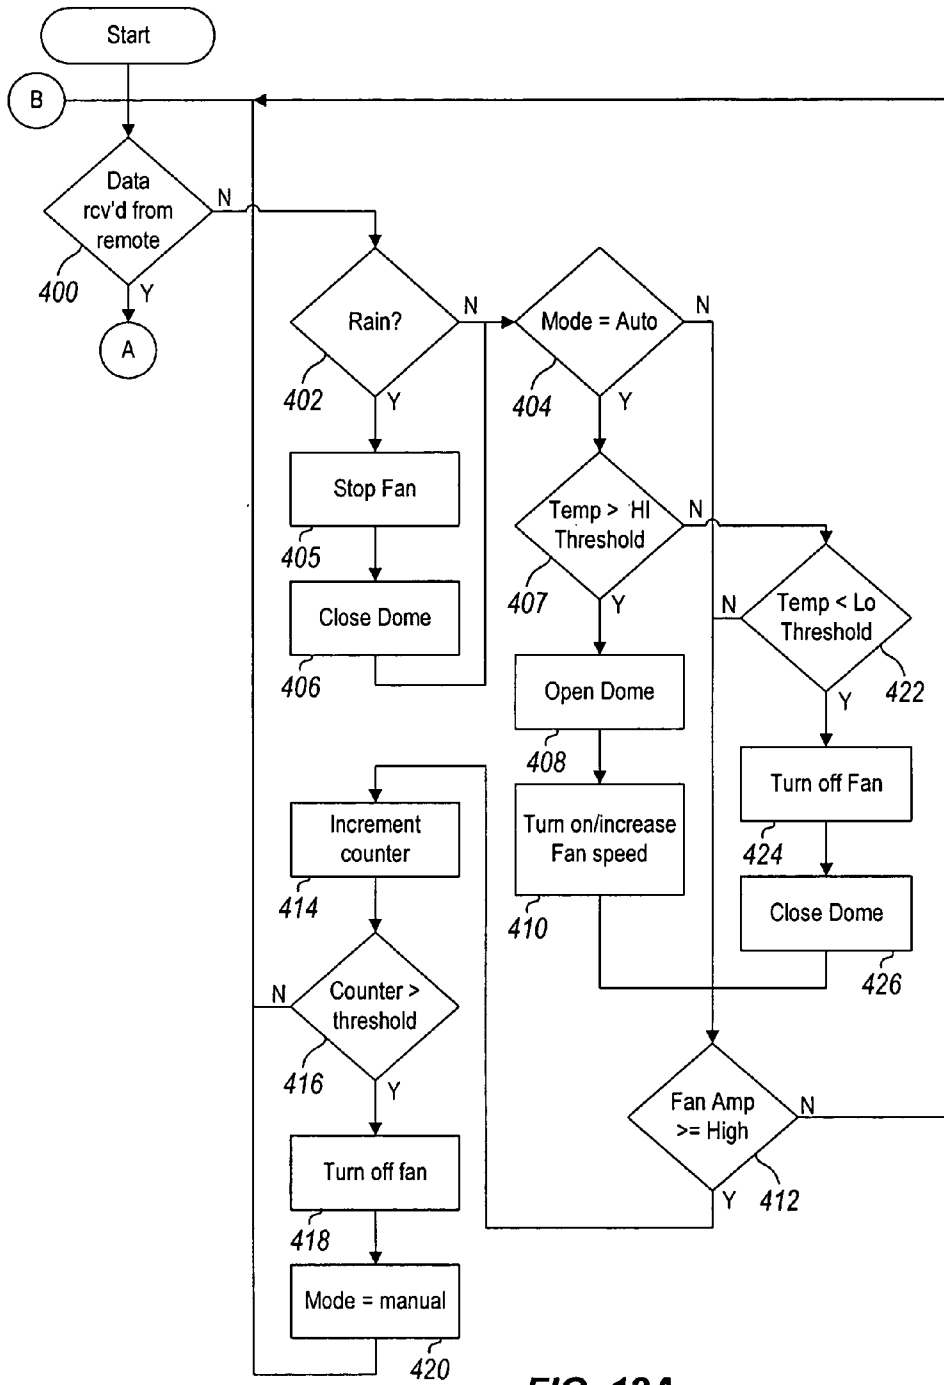 Start
B
Data
rcv'd from
remote
N
400
Y
A
Rain?
N
402
Y
Mode = Auto
N
404
Y
Stop Fan
405
Close Dome
406
Temp > HI
Threshold
N
407
Y
Temp < Lo
Threshold
N
422
Y
Open Dome
408
Turn on/increase
Fan speed
410
Turn off Fan
424
Close Dome
426
Increment
counter
414
Counter >
threshold
N
416
Y
Fan Amp
>= High
N
412
Y
Turn off fan
418
Mode = manual
420
FIG. 13A